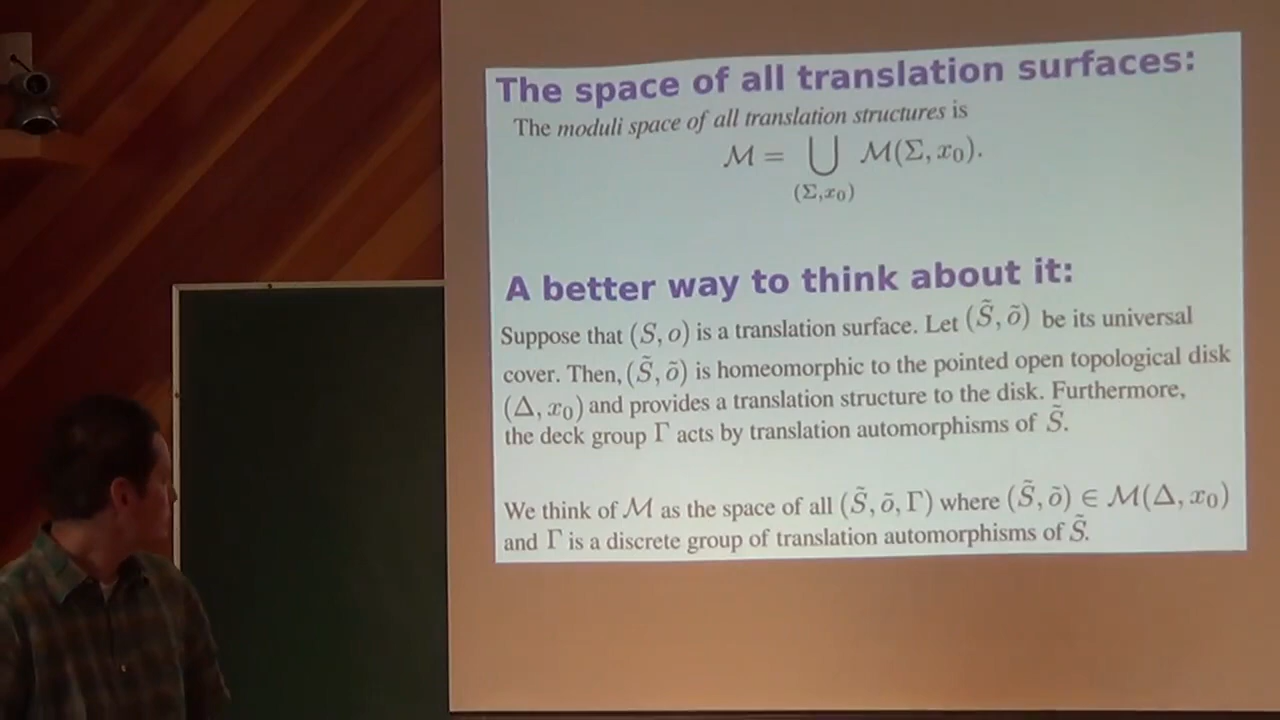 The space of all translation surfaces:
The moduli space of all translation structures is
ℳ = ⋃ ℳ(Σ, x₀).
(Σ,x₀)
A better way to think about it:
Suppose that (S, o) is a translation surface. Let (S̃, õ) be its universal
cover. Then, (S̃, õ) is homeomorphic to the pointed open topological disk
(Δ, x₀) and provides a translation structure to the disk. Furthermore,
the deck group Γ acts by translation automorphisms of S̃.
We think of ℳ as the space of all (S̃, õ, Γ) where (S̃, õ) ∈ ℳ(Δ, x₀)
and Γ is a discrete group of translation automorphisms of S̃.